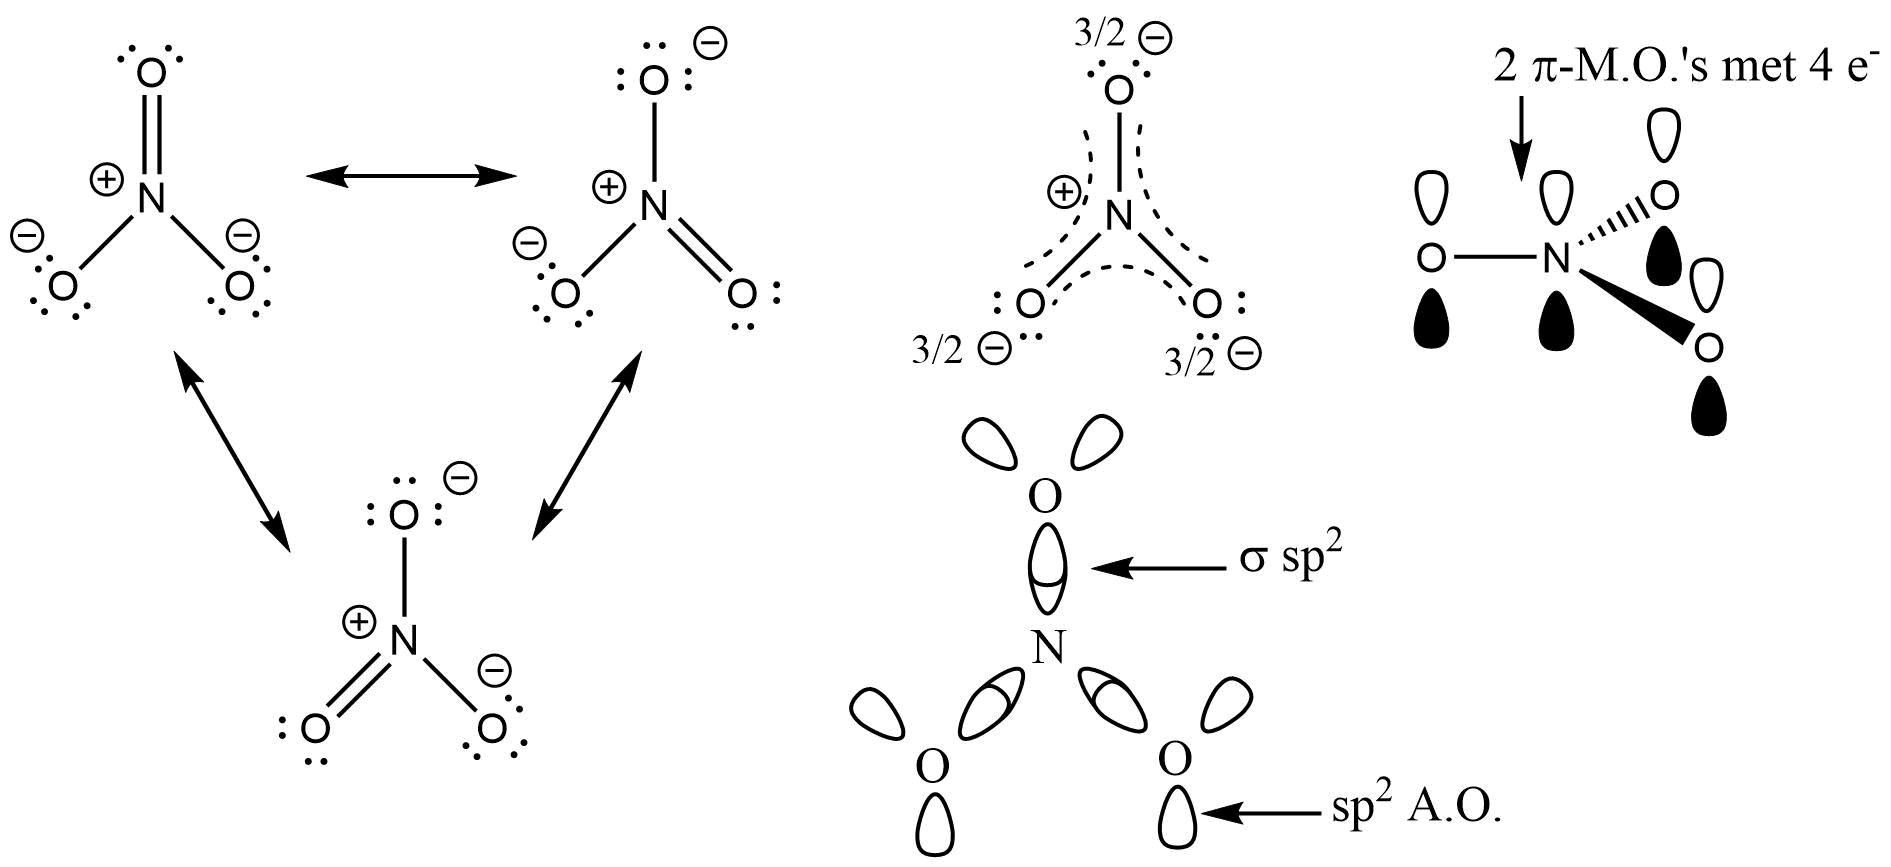 O
N
O
O
⊕
⊖
⊖
O
N
O
O
⊖
⊕
⊖
O
N
O
O
⊖
⊕
⊖
3/2 ⊖
O
⊕
N
O
O
3/2 ⊖
3/2 ⊖
2 π-M.O.'s met 4 e⁻
O
O
N
O
O
σ sp²
N
O
O
sp² A.O.